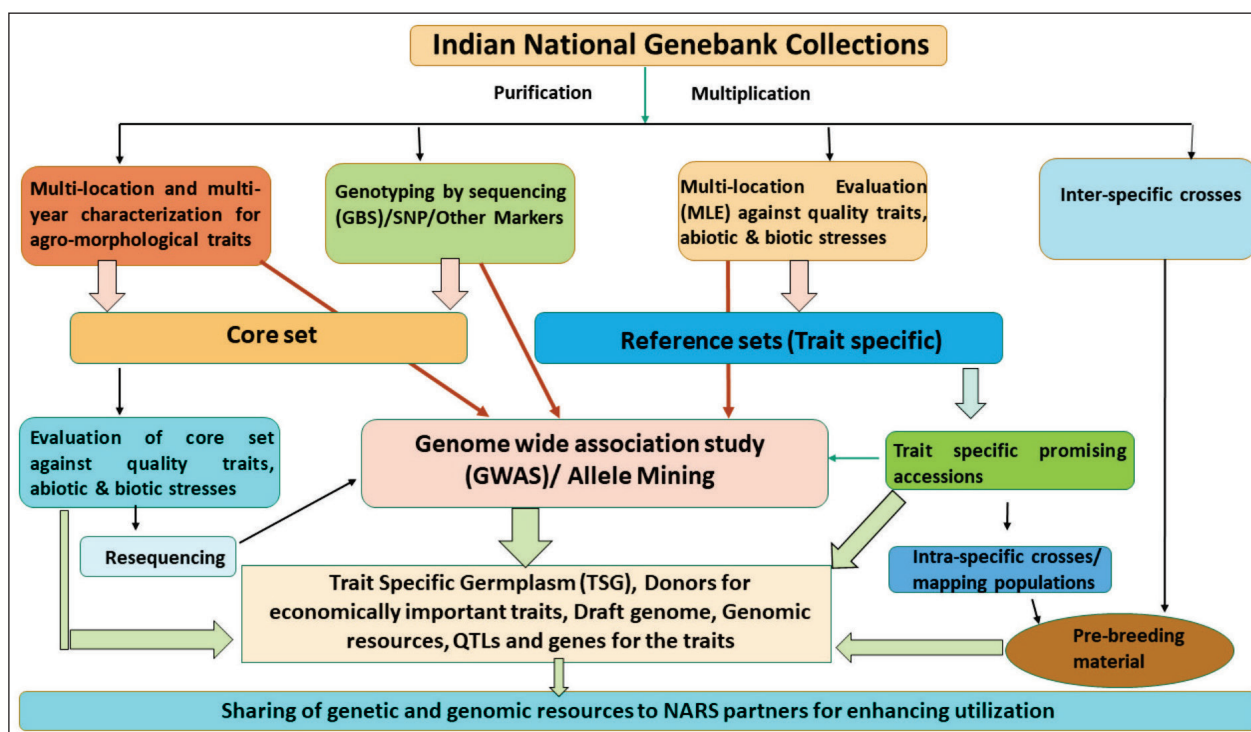 Indian National Genebank Collections
Purification
Multiplication
Multi-location and multi-
year characterization for
agro-morphological traits
Genotyping by sequencing
(GBS)/SNP/Other Markers
Multi-location Evaluation
(MLE) against quality traits,
abiotic & biotic stresses
Inter-specific crosses
Core set
Reference sets (Trait specific)
Evaluation of core set
against quality traits,
abiotic & biotic stresses
Genome wide association study
(GWAS)/ Allele Mining
Trait specific promising
accessions
Resequencing
Intra-specific crosses/
mapping populations
Trait Specific Germplasm (TSG), Donors for
economically important traits, Draft genome, Genomic
resources, QTLs and genes for the traits
Pre-breeding
material
Sharing of genetic and genomic resources to NARS partners for enhancing utilization